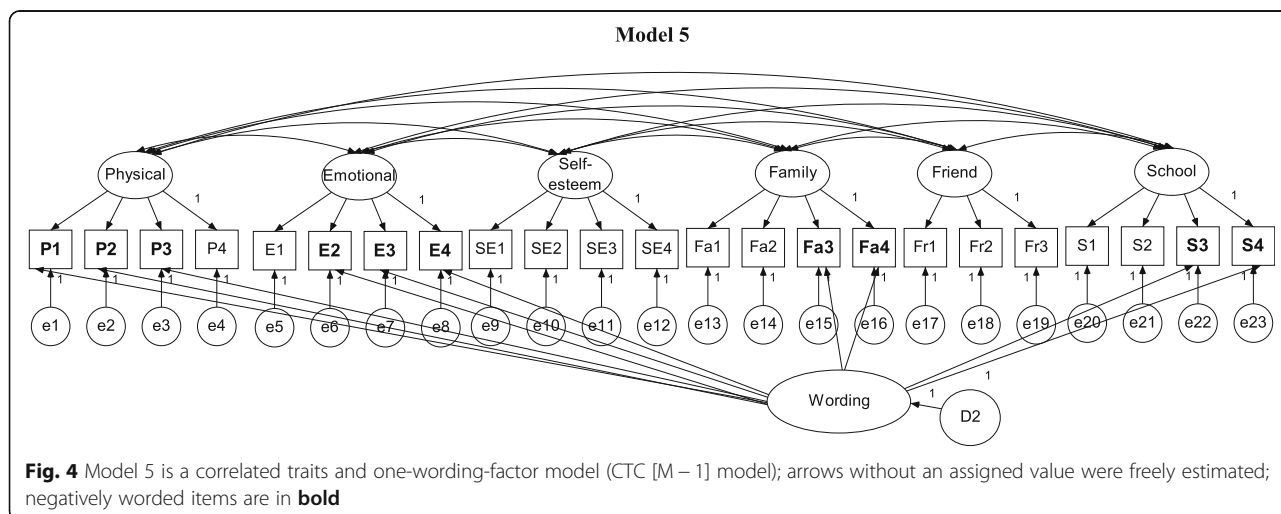 Model 5
Physical Emotional Self-esteem Family Friend School
1 1 1 1 1 1
P1 P2 P3 P4 E1 E2 E3 E4 SE1 SE2 SE3 SE4 Fa1 Fa2 Fa3 Fa4 Fr1 Fr2 Fr3 S1 S2 S3 S4
1 1 1 1 1 1 1 1 1 1 1 1 1 1 1 1 1 1 1 1 1 1 1
e1 e2 e3 e4 e5 e6 e7 e8 e9 e10 e11 e12 e13 e14 e15 e16 e17 e18 e19 e20 e21 e22 e23
1
Wording 1 D2
Fig. 4 Model 5 is a correlated traits and one-wording-factor model (CTC [M − 1] model); arrows without an assigned value were freely estimated;
negatively worded items are in bold